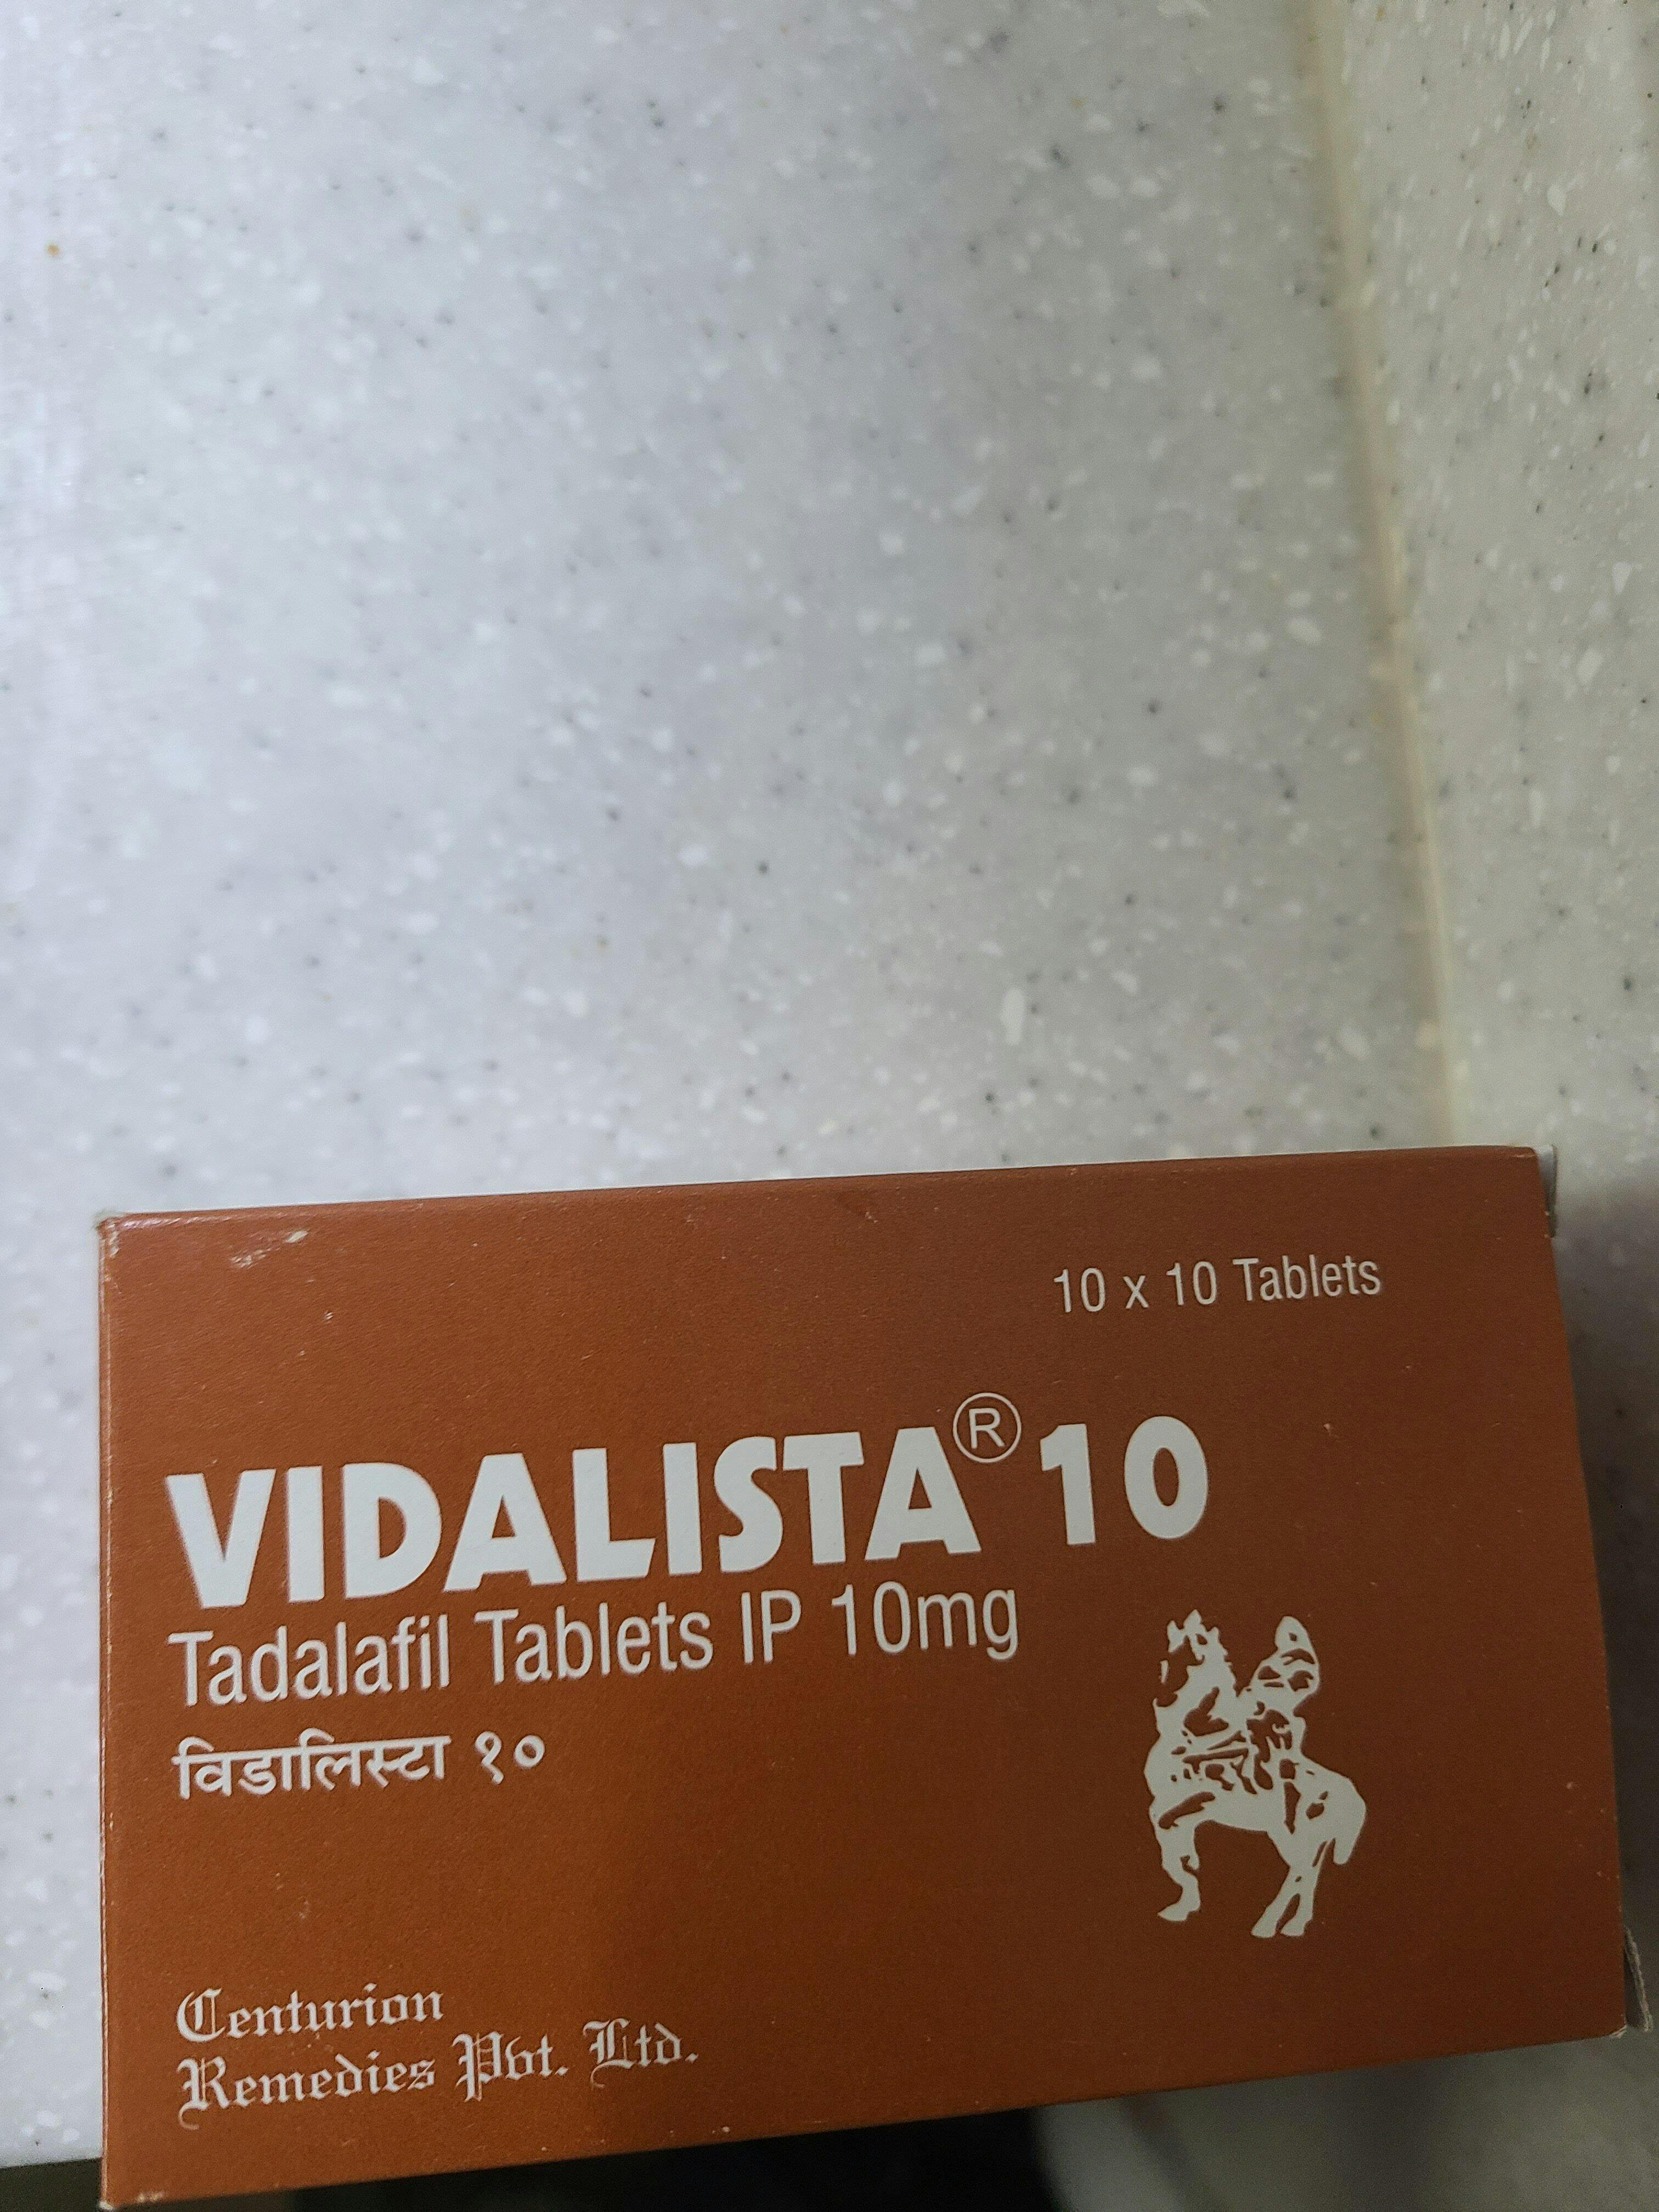 10 x 10 Tablets
VIDALISTA® 10
Tadalafil Tablets IP 10mg
विडालिस्टा १०
Centurion
Remedies Pvt. Ltd.